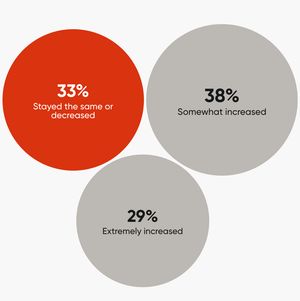 33%
Stayed the same or
decreased
38%
Somewhat increased
29%
Extremely increased